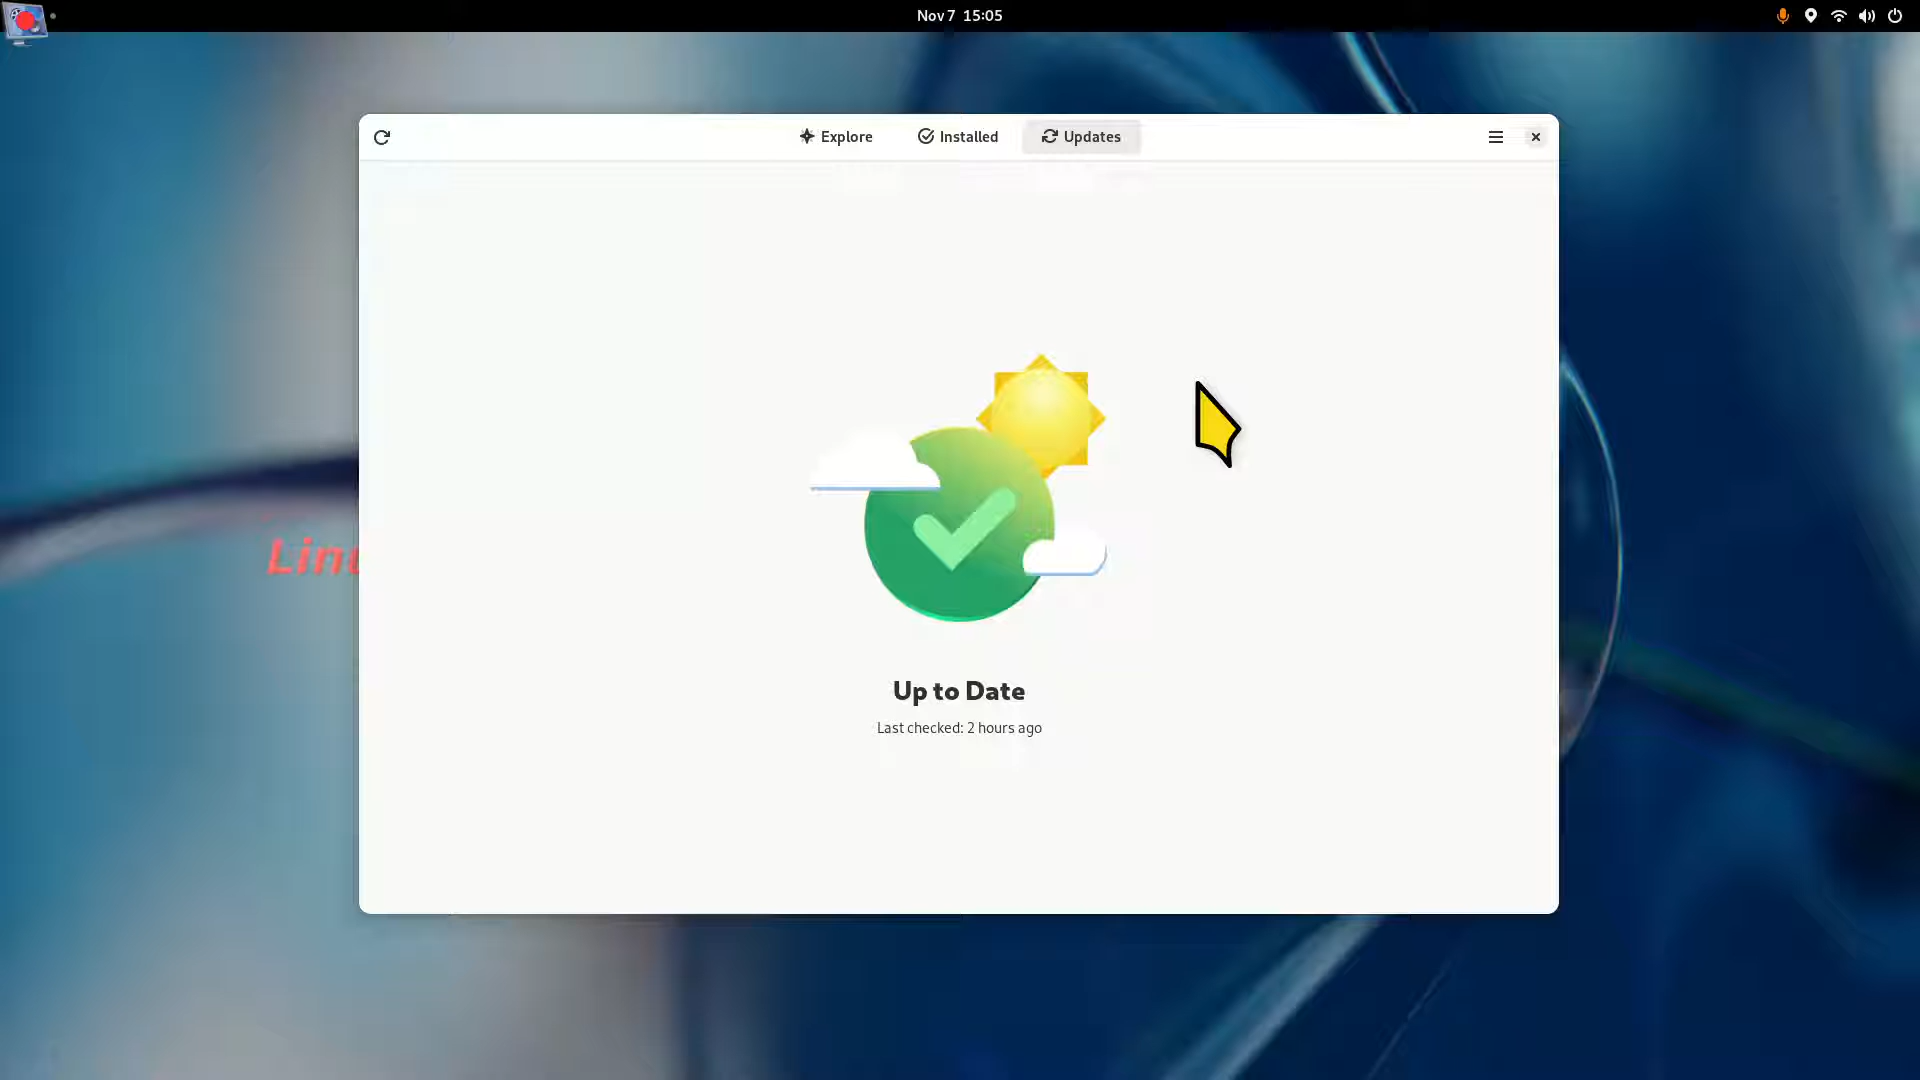 Nov 7 15:05
Explore
Installed
Updates
Up to Date
Last checked: 2 hours ago